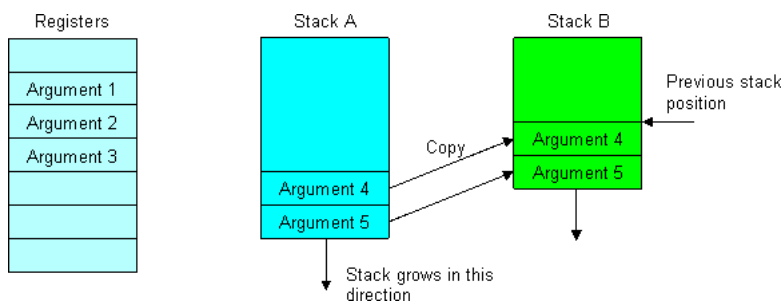 Registers
Stack A
Stack B
Argument 1
Argument 2
Argument 3
Previous stack
position
Copy
Argument 4
Argument 5
Argument 4
Argument 5
Stack grows in this
direction